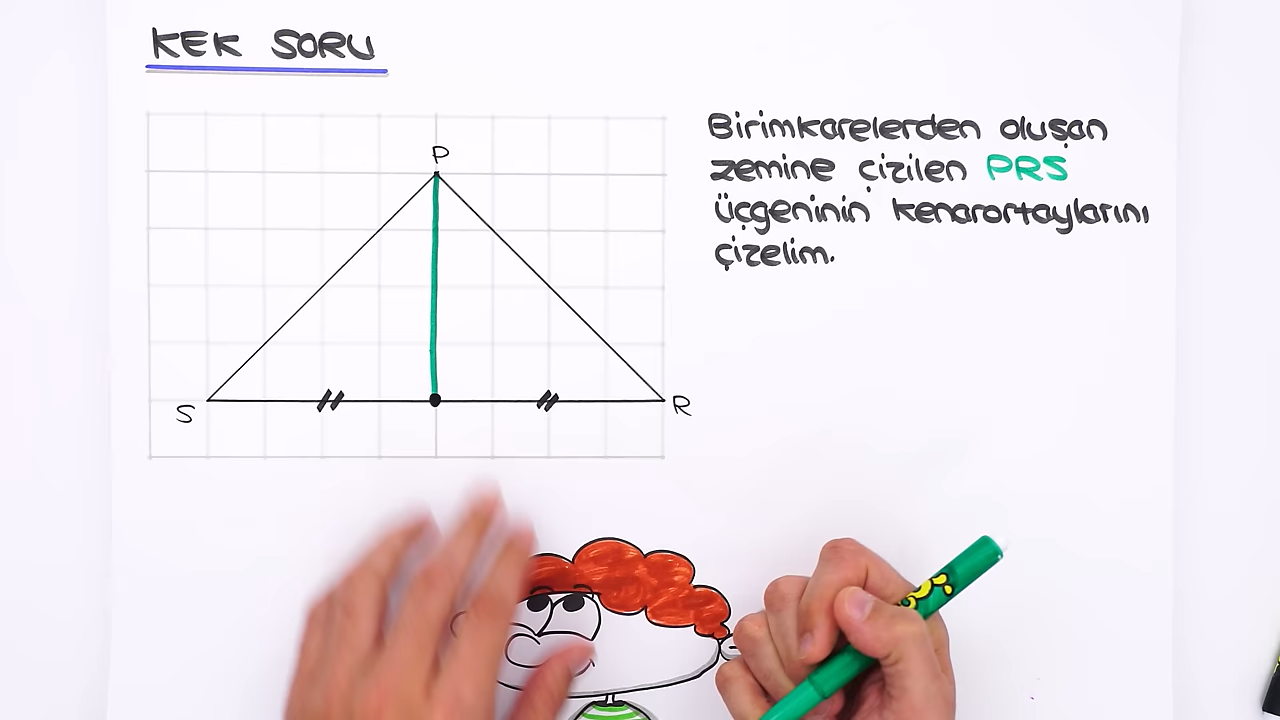 KEK SORU
Birimkarelerden oluşan
zemine çizilen PRS
üçgeninin kenarortaylarını
çizelim.
P
S
R